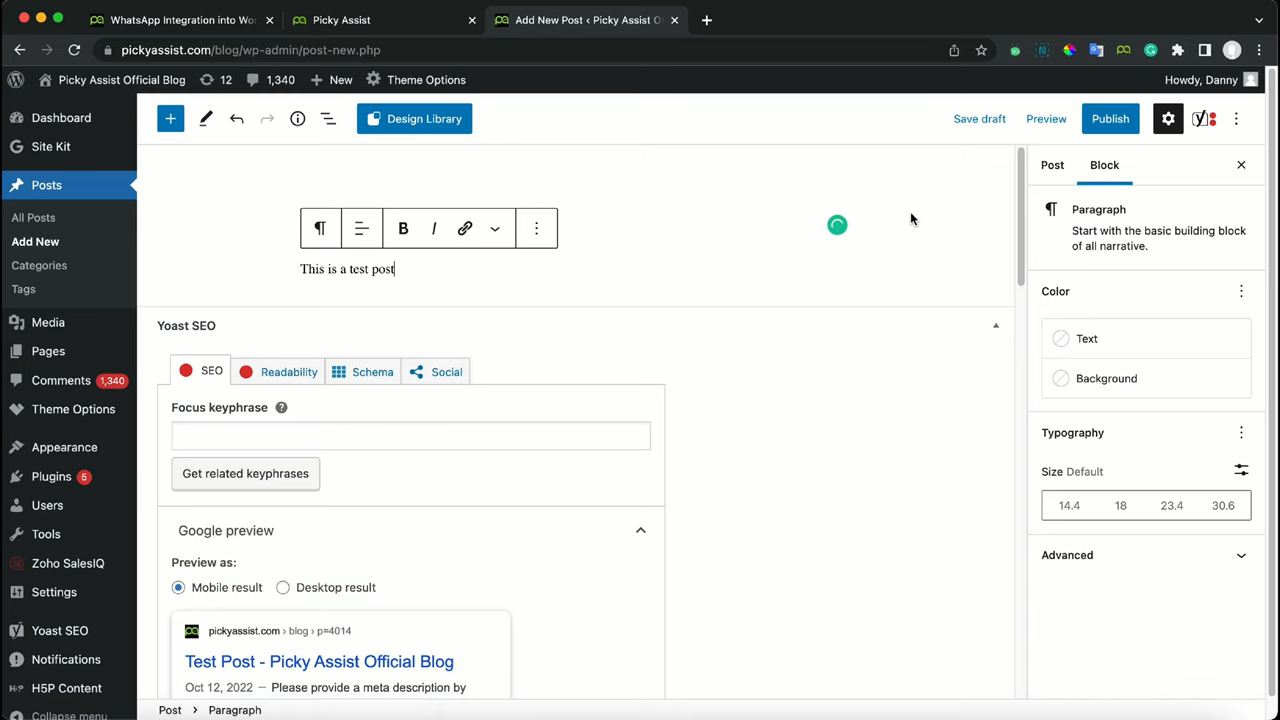 WhatsApp Integration into Wor
Picky Assist
Add New Post ‹ Picky Assist O
pickyassist.com/blog/wp-admin/post-new.php
Picky Assist Official Blog
12
1,340
New
Theme Options
Howdy, Danny
Dashboard
Site Kit
Posts
All Posts
Add New
Categories
Tags
Media
Pages
Comments 1,340
Theme Options
Appearance
Plugins 5
Users
Tools
Zoho SalesIQ
Settings
Yoast SEO
Notifications
H5P Content
Collapse menu
Design Library
Save draft
Preview
Publish
B
I
This is a test post
Yoast SEO
SEO
Readability
Schema
Social
Focus keyphrase
Get related keyphrases
Google preview
Preview as:
Mobile result
Desktop result
pickyassist.com › blog › p=4014
Test Post - Picky Assist Official Blog
Oct 12, 2022 – Please provide a meta description by
Post
Block
Paragraph
Start with the basic building block
of all narrative.
Color
Text
Background
Typography
Size Default
14.4
18
23.4
30.6
Advanced
Post › Paragraph